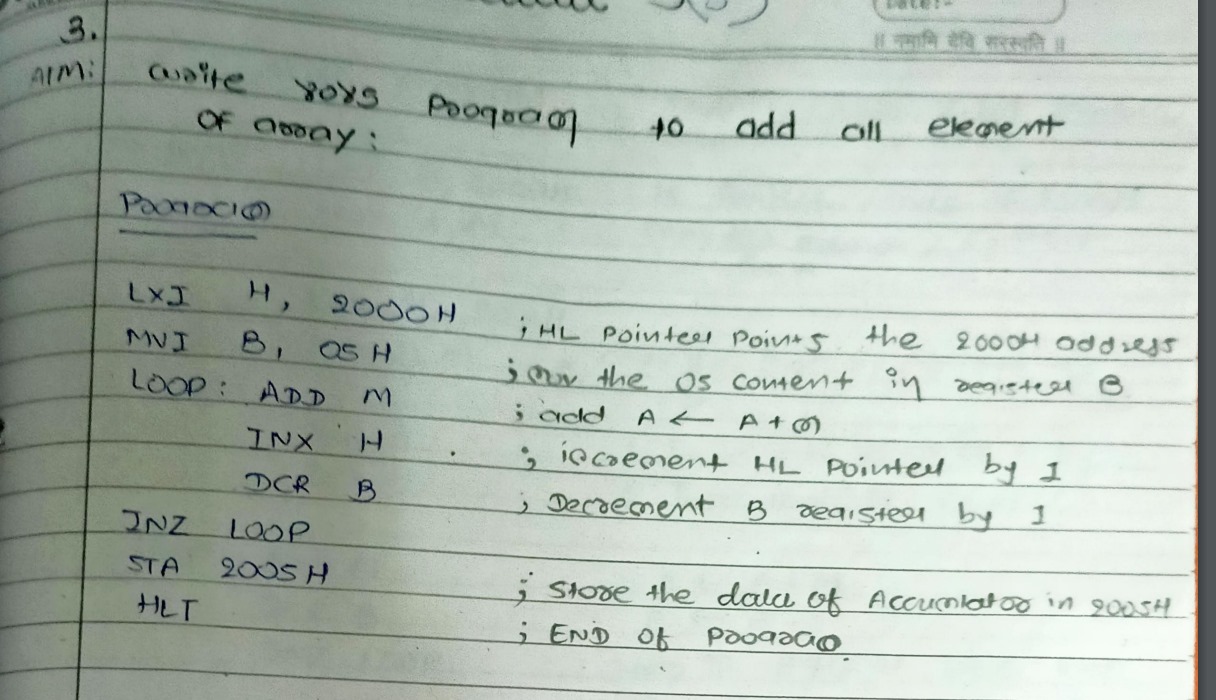 Date:-
॥ नमामि देवि सरस्वति ॥
3.
AIM: write 8085 Program to add all element
of array:
Program
LXI H, 2000H ; HL pointer points the 2000H address
MVI B, 05H ; mov the 05 content in register B
LOOP: ADD M ; add A ← A + m
INX H ; increment HL pointer by 1
DCR B ; Decrement B register by 1
JNZ LOOP
STA 2005H ; store the data of Accumlator in 2005H
HLT ; END of program